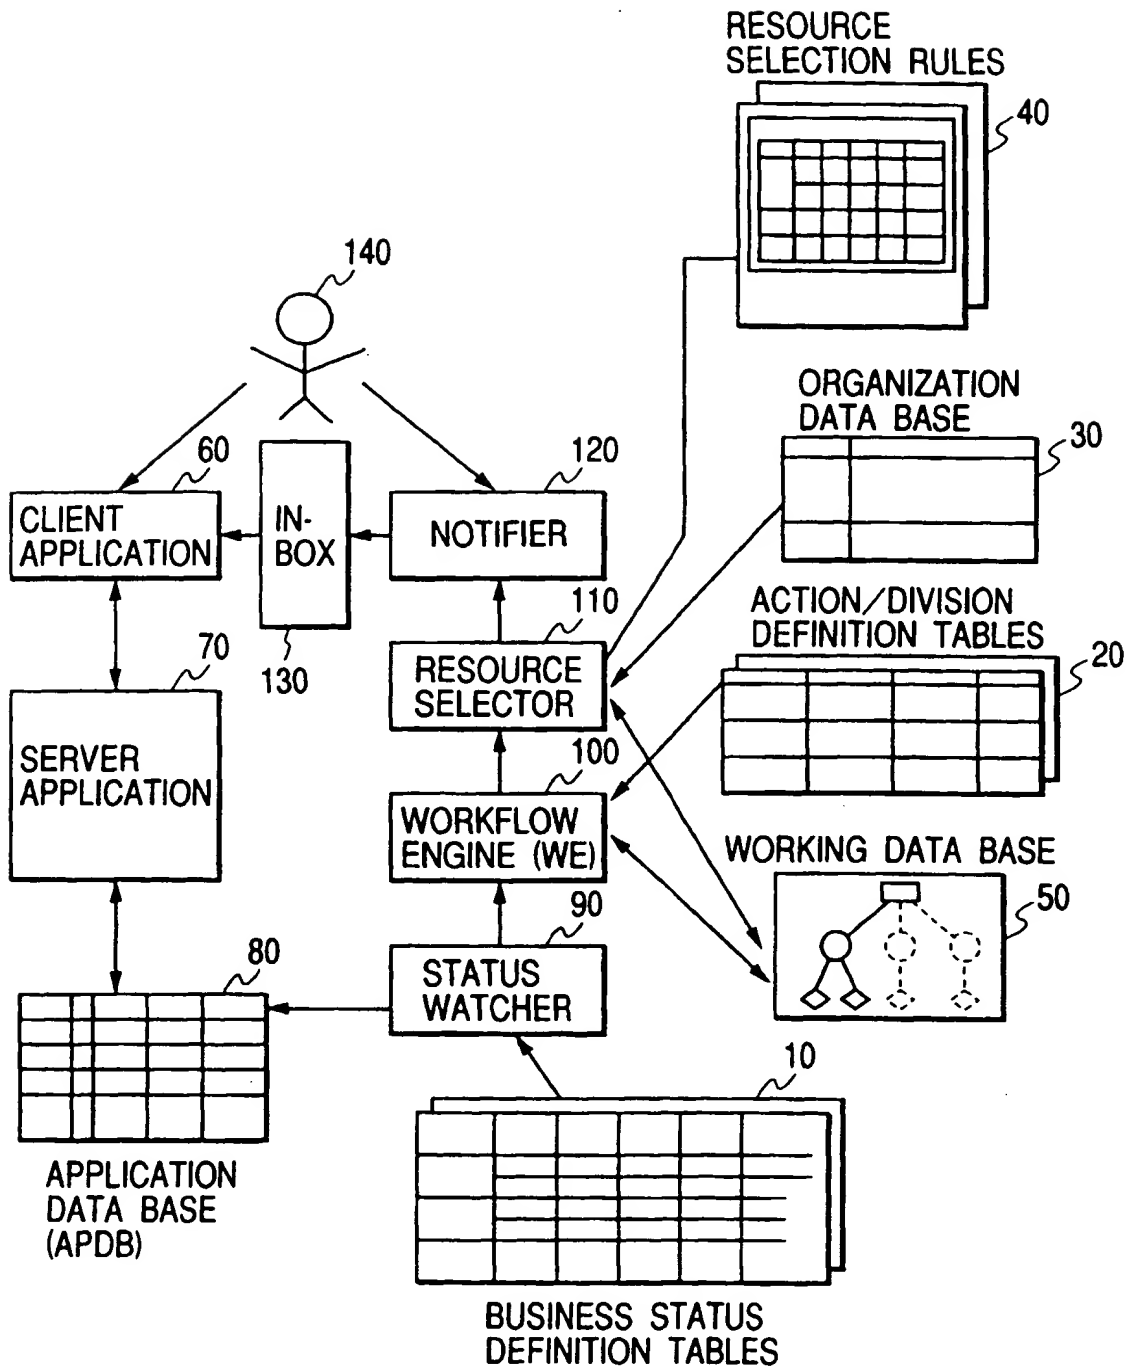 RESOURCE
SELECTION RULES
40
140
ORGANIZATION
DATA BASE
30
60
CLIENT
APPLICATION
IN-
BOX
130
120
NOTIFIER
110
RESOURCE
SELECTOR
ACTION/DIVISION
DEFINITION TABLES
20
70
SERVER
APPLICATION
100
WORKFLOW
ENGINE (WE)
WORKING DATA BASE
50
90
STATUS
WATCHER
80
APPLICATION
DATA BASE
(APDB)
10
BUSINESS STATUS
DEFINITION TABLES